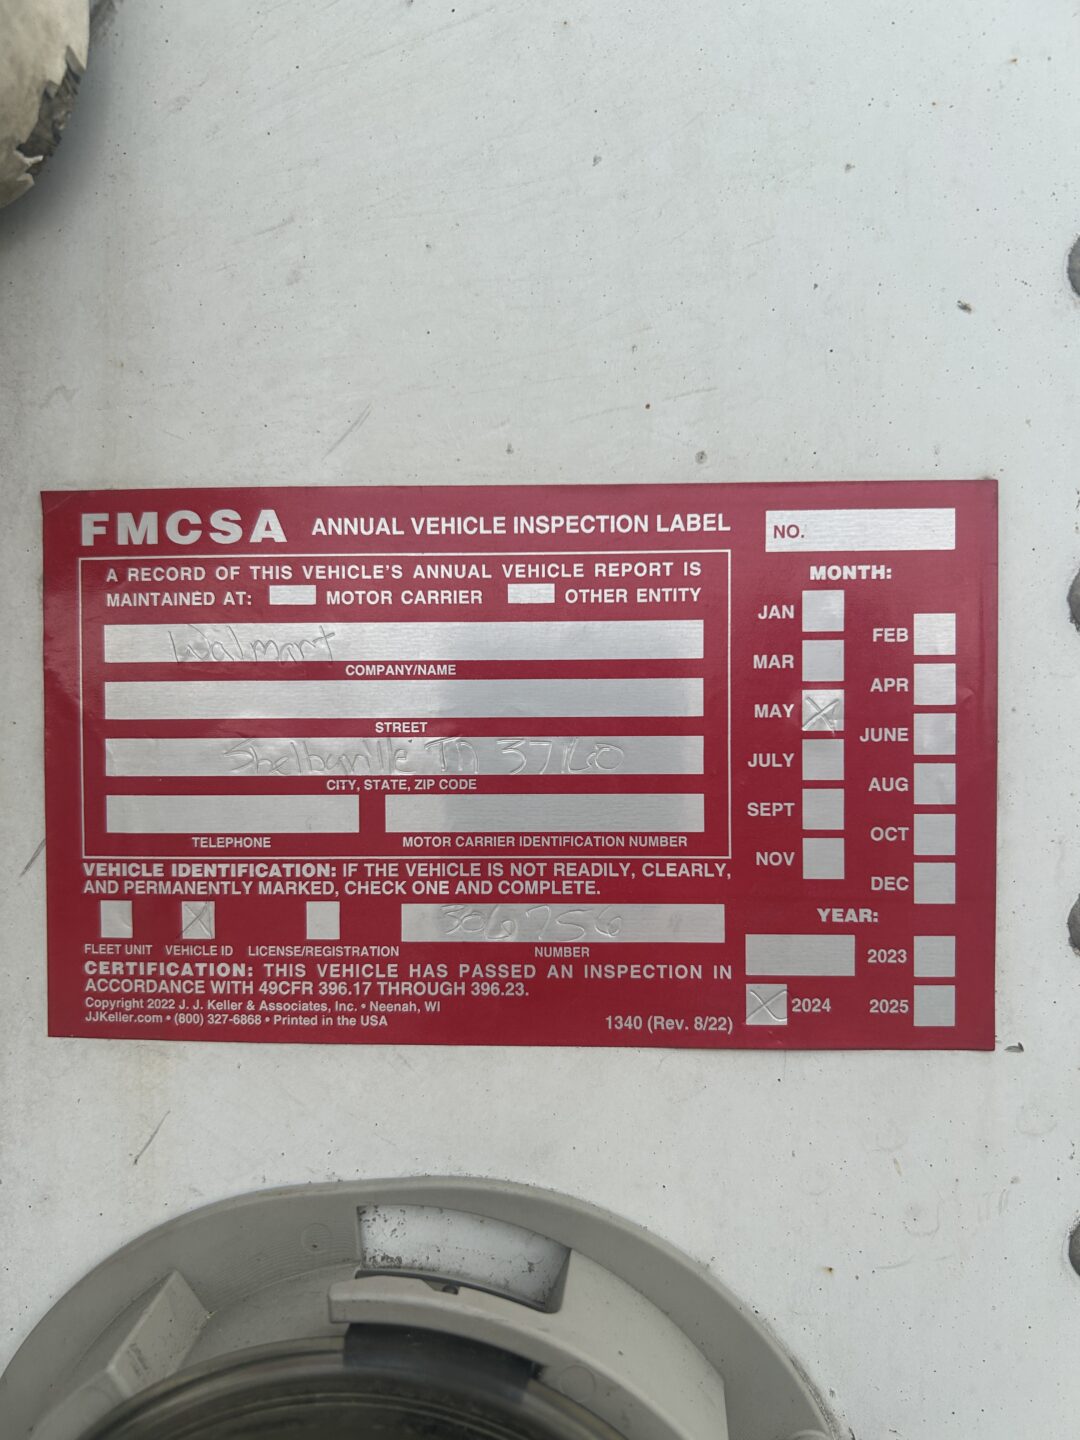 FMCSA ANNUAL VEHICLE INSPECTION LABEL
NO.
A RECORD OF THIS VEHICLE'S ANNUAL VEHICLE REPORT IS
MAINTAINED AT: MOTOR CARRIER OTHER ENTITY
Walmart
COMPANY/NAME
STREET
Shelbyville TN 37160
CITY, STATE, ZIP CODE
TELEPHONE MOTOR CARRIER IDENTIFICATION NUMBER
VEHICLE IDENTIFICATION: IF THE VEHICLE IS NOT READILY, CLEARLY,
AND PERMANENTLY MARKED, CHECK ONE AND COMPLETE.
306756
FLEET UNIT VEHICLE ID LICENSE/REGISTRATION NUMBER
CERTIFICATION: THIS VEHICLE HAS PASSED AN INSPECTION IN
ACCORDANCE WITH 49CFR 396.17 THROUGH 396.23.
Copyright 2022 J. J. Keller & Associates, Inc. • Neenah, WI
JJKeller.com • (800) 327-6868 • Printed in the USA
1340 (Rev. 8/22)
MONTH:
JAN
FEB
MAR
APR
MAY X
JUNE
JULY
AUG
SEPT
OCT
NOV
DEC
YEAR:
2023
X 2024 2025